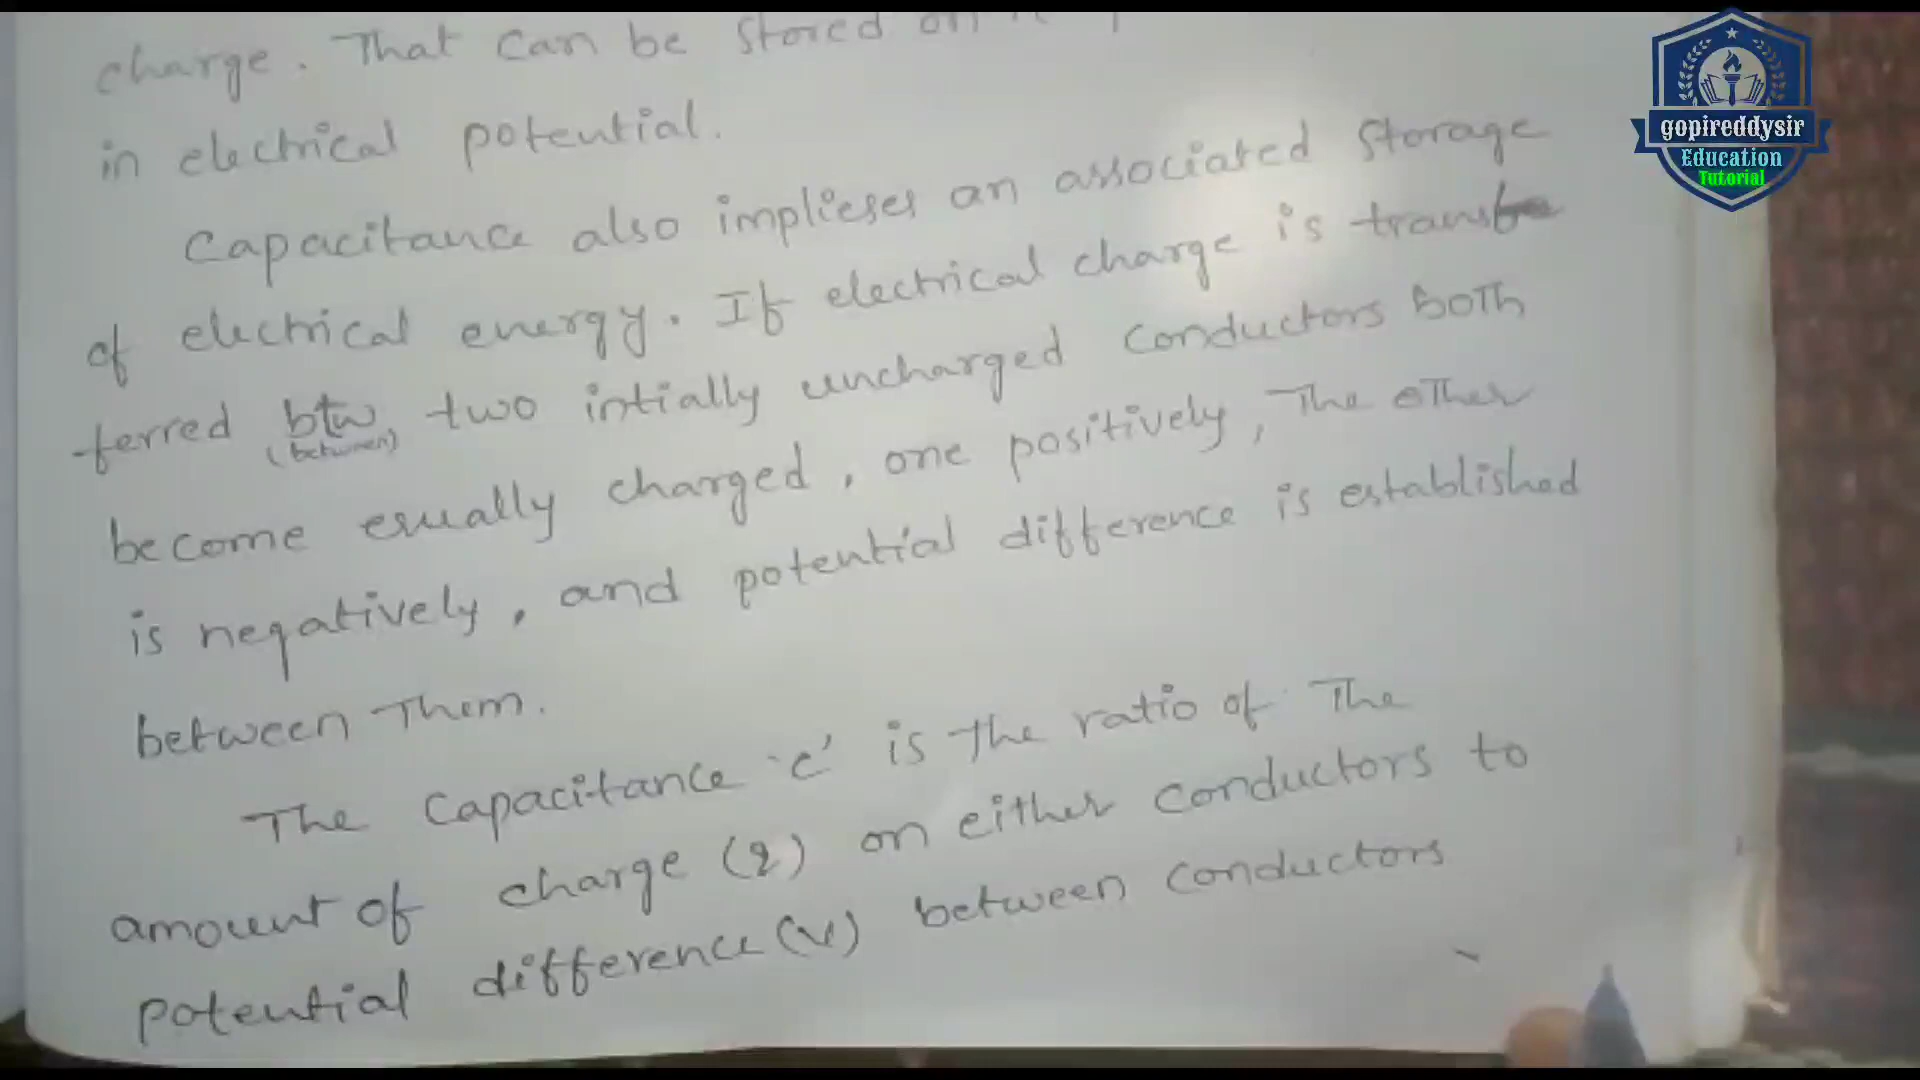 charge. That can be stored on
in electrical potential.
Capacitance also implieses an associated storage
of electrical energy. If electrical charge is transfe
ferred btw two intially uncharged conductors both
(between)
become equally charged, one positively, The other
is negatively, and potential difference is established
between Them.
The Capacitance 'c' is the ratio of The
amount of charge (q) on either conductors to
potential difference (v) between conductors
gopireddysir
Education
Tutorial